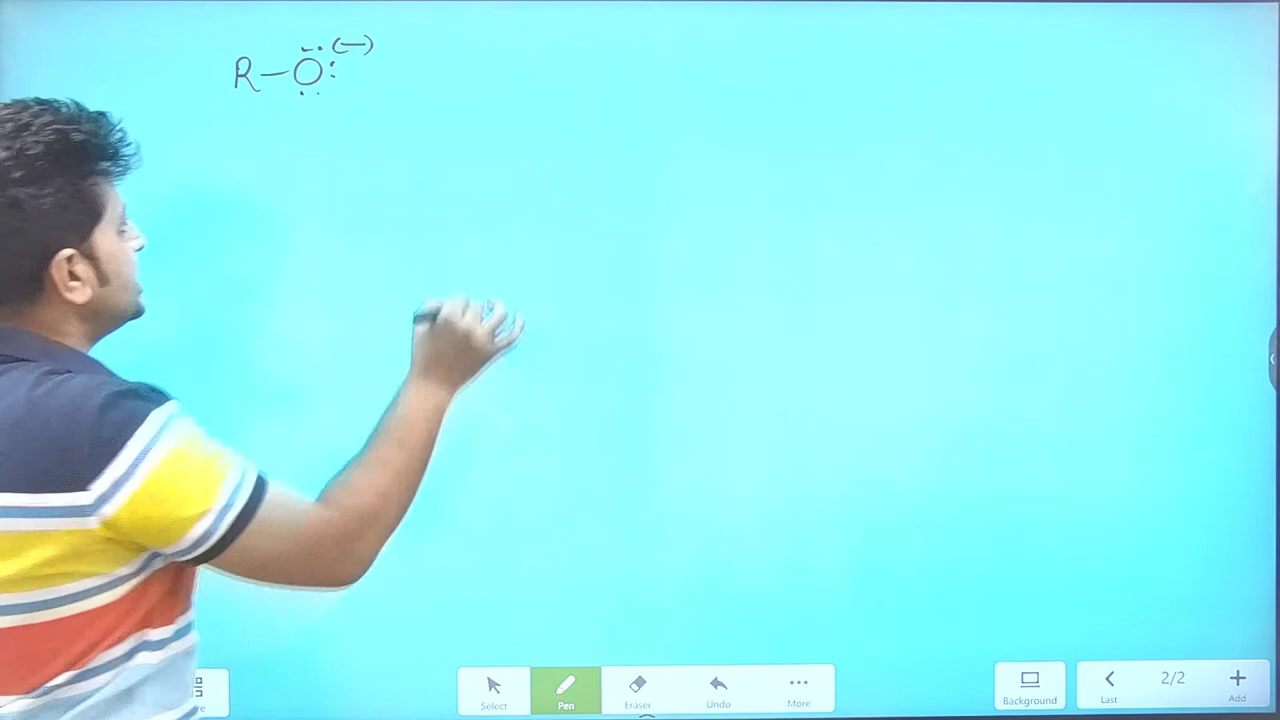 R–Ö:(−)
Select Pen Eraser Undo More Background Last 2/2 Add